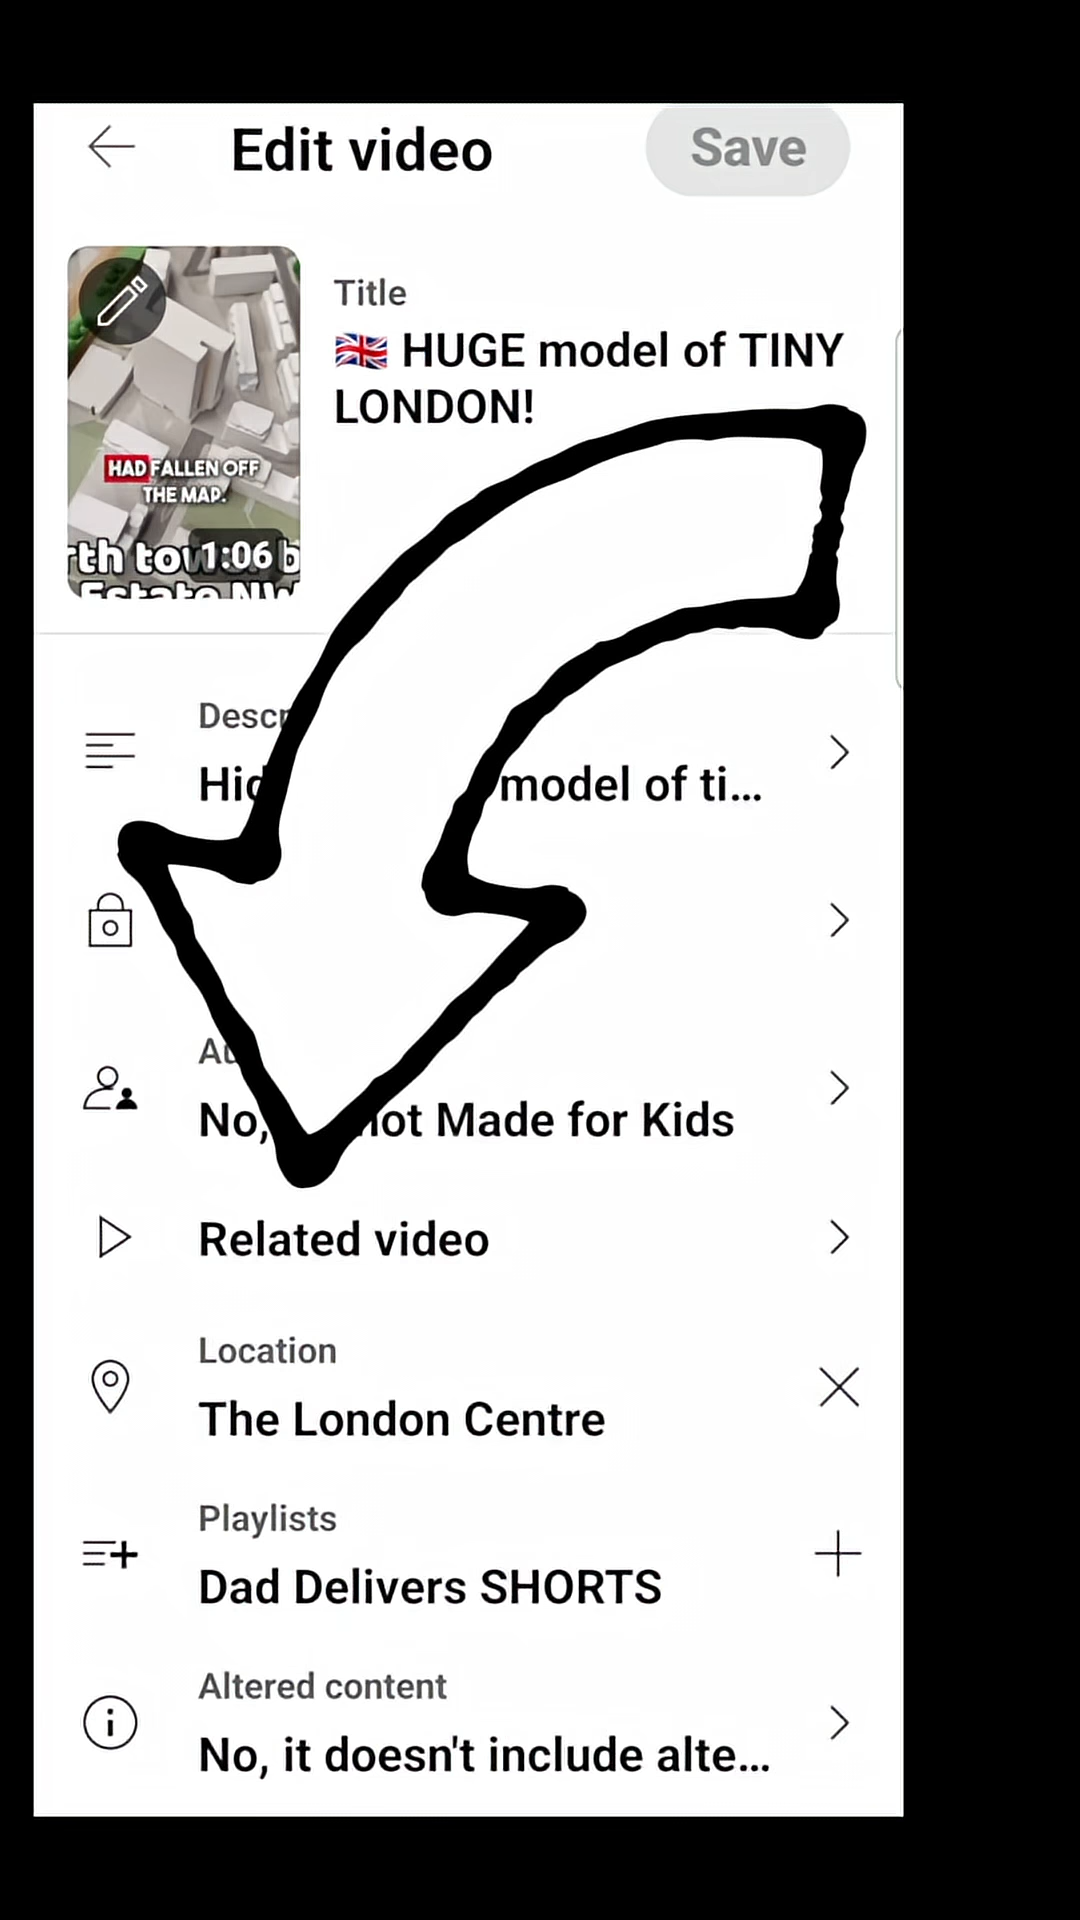 Edit video
Save
Title
🇬🇧 HUGE model of TINY
LONDON!
HAD FALLEN OFF
THE MAP.
1:06
model of ti...
No, not Made for Kids
Related video
Location
The London Centre
Playlists
Dad Delivers SHORTS
Altered content
No, it doesn't include alte...